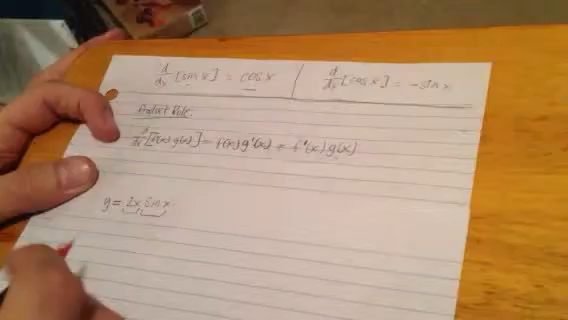 d/dx [sin x] = cos x | d/dx [cos x] = -sin x
Product Rule:
d/dx [f(x) g(x)] = f(x) g'(x) + f'(x) g(x)
y = 2x sin x